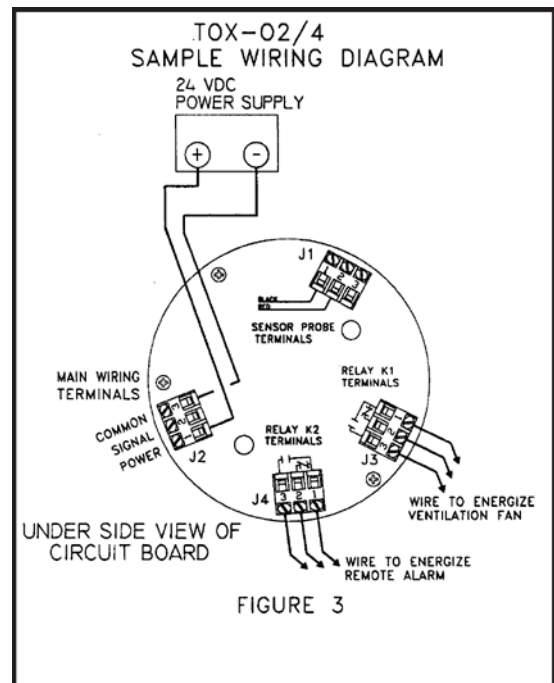 TOX-02/4
SAMPLE WIRING DIAGRAM
24 VDC
POWER SUPPLY
+ -
J1
1 2 3
BLACK
RED
SENSOR PROBE
TERMINALS
MAIN WIRING
TERMINALS
RELAY K1
TERMINALS
3
2
1
COMMON
SIGNAL
POWER
J2
RELAY K2
TERMINALS
1
2
3
J3
J4
3 2 1
WIRE TO ENERGIZE
VENTILATION FAN
UNDER SIDE VIEW OF
CIRCUIT BOARD
WIRE TO ENERGIZE
REMOTE ALARM
FIGURE 3